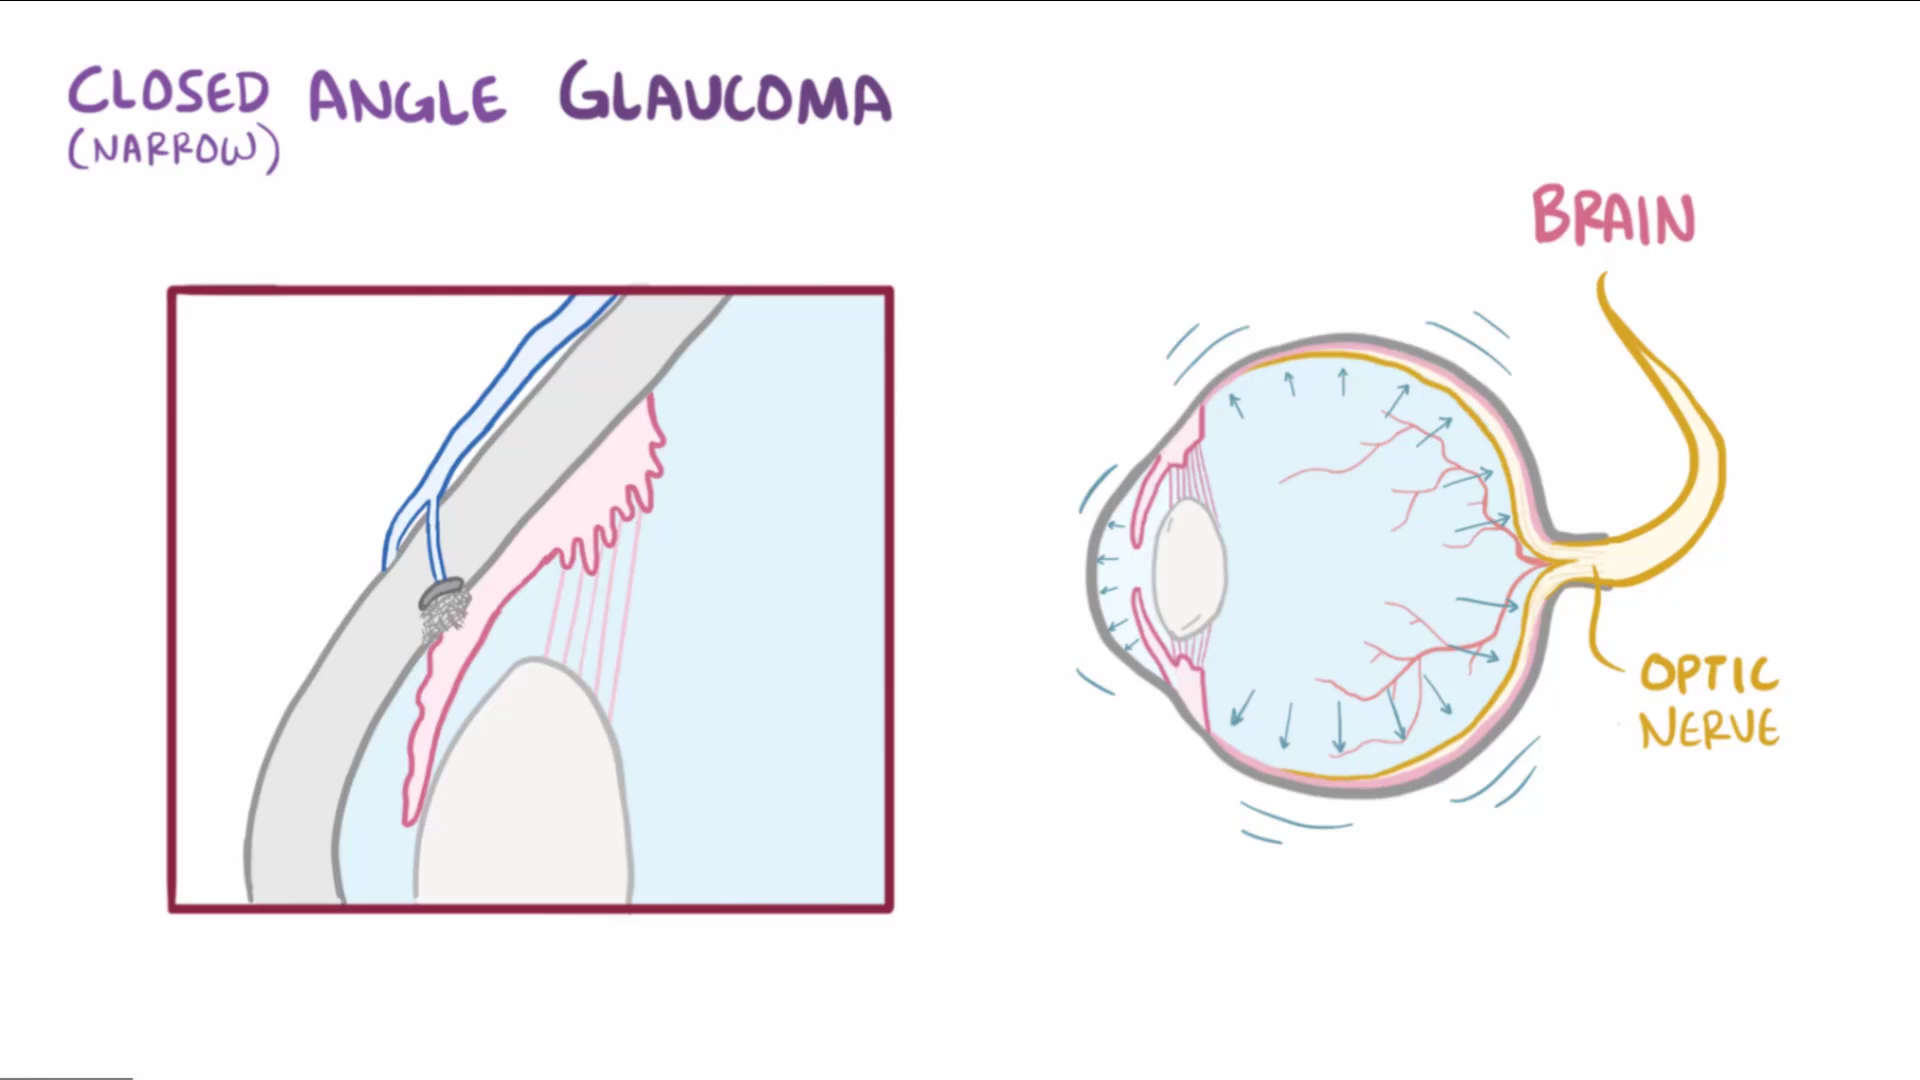 CLOSED ANGLE GLAUCOMA
(NARROW)
BRAIN
OPTIC
NERVE